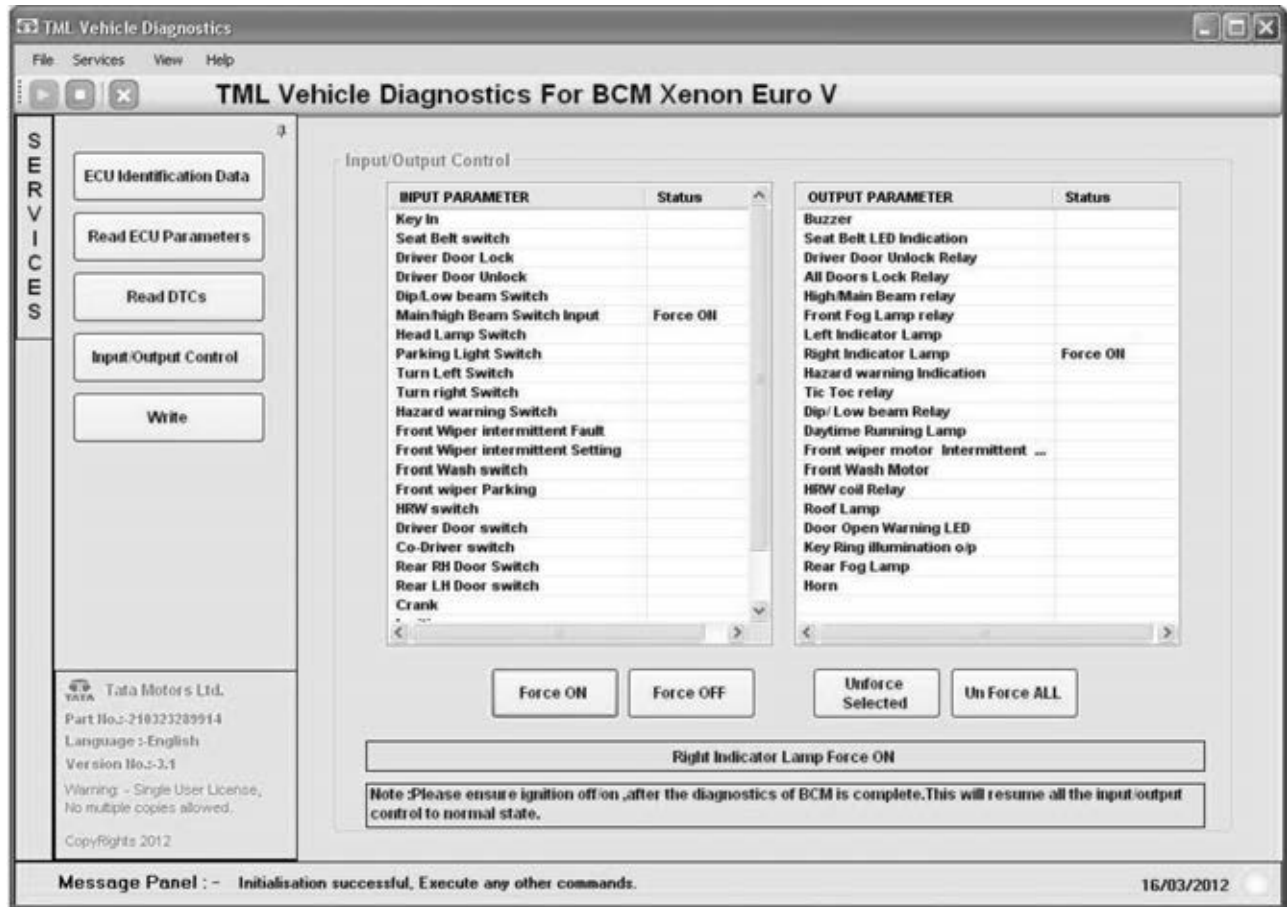 TML Vehicle Diagnostics
File Services View Help
TML Vehicle Diagnostics For BCM Xenon Euro V
SERVICES
ECU Identification Data
Read ECU Parameters
Read DTCs
Input/Output Control
Write
TATA Tata Motors Ltd.
Part No.:-210323289914
Language :-English
Version No.:-3.1
Warning: - Single User License,
No multiple copies allowed.
CopyRights 2012
Input/Output Control
INPUT PARAMETER Status
Key In
Seat Belt switch
Driver Door Lock
Driver Door Unlock
Dip/Low beam Switch
Main/high Beam Switch Input Force ON
Head Lamp Switch
Parking Light Switch
Turn Left Switch
Turn right Switch
Hazard warning Switch
Front Wiper intermittent Fault
Front Wiper intermittent Setting
Front Wash switch
Front wiper Parking
HRW switch
Driver Door switch
Co-Driver switch
Rear RH Door Switch
Rear LH Door switch
Crank
OUTPUT PARAMETER Status
Buzzer
Seat Belt LED Indication
Driver Door Unlock Relay
All Doors Lock Relay
High/Main Beam relay
Front Fog Lamp relay
Left Indicator Lamp
Right Indicator Lamp Force ON
Hazard warning Indication
Tic Toc relay
Dip/ Low beam Relay
Daytime Running Lamp
Front wiper motor Intermittent ...
Front Wash Motor
HRW coil Relay
Roof Lamp
Door Open Warning LED
Key Ring illumination o/p
Rear Fog Lamp
Horn
Force ON
Force OFF
Unforce
Selected
Un Force ALL
Right Indicator Lamp Force ON
Note :Please ensure ignition off/on ,after the diagnostics of BCM is complete.This will resume all the input/output
control to normal state.
Message Panel : - Initialisation successful, Execute any other commands.
16/03/2012